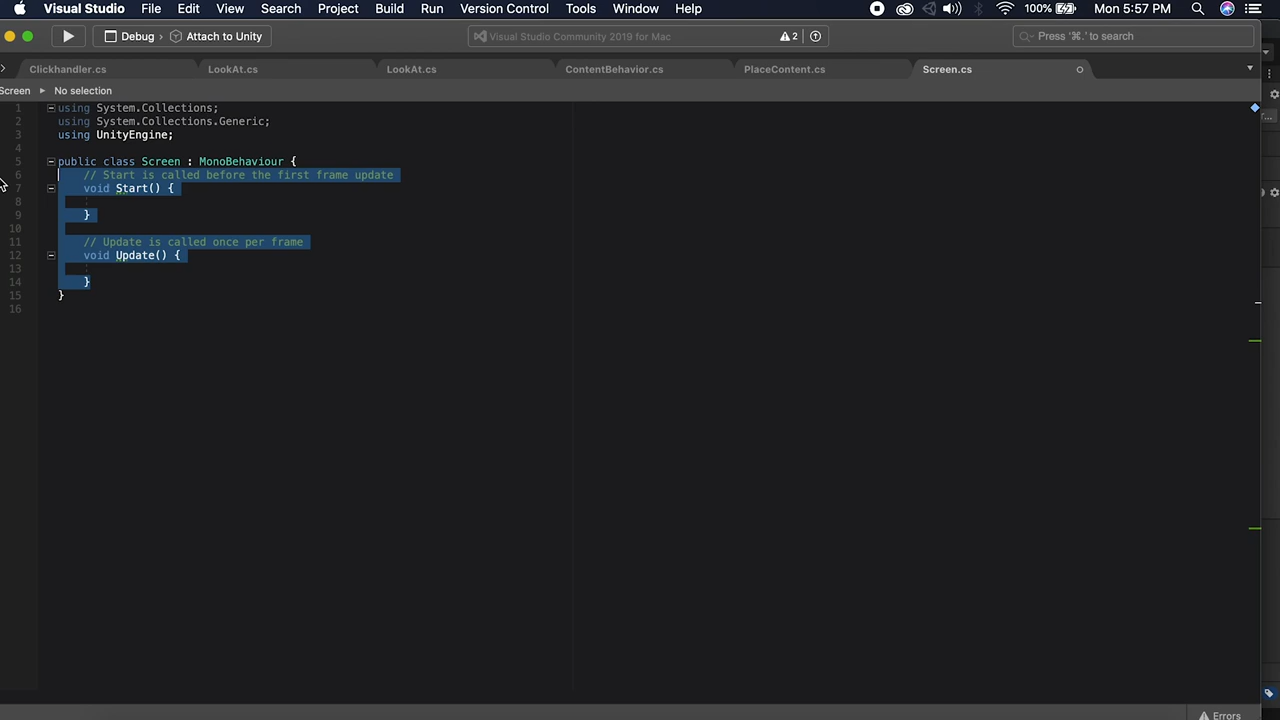 Visual Studio File Edit View Search Project Build Run Version Control Tools Window Help 100% Mon 5:57 PM
Debug › Attach to Unity Visual Studio Community 2019 for Mac 2 Press '⌘.' to search
Clickhandler.cs LookAt.cs LookAt.cs ContentBehavior.cs PlaceContent.cs Screen.cs
Screen ▸ No selection
1 using System.Collections;
2 using System.Collections.Generic;
3 using UnityEngine;
4
5 public class Screen : MonoBehaviour {
6 // Start is called before the first frame update
7 void Start() {
8
9 }
10
11 // Update is called once per frame
12 void Update() {
13
14 }
15 }
16
Errors